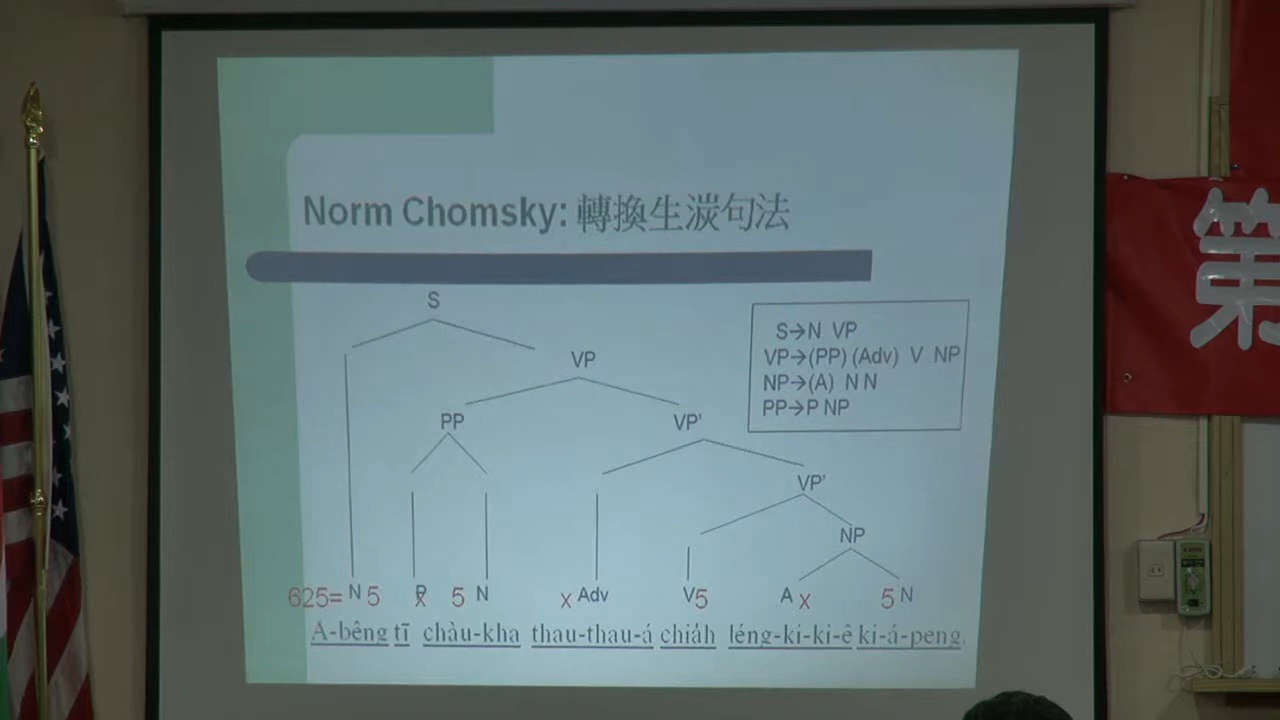 Norm Chomsky: 轉換生湠句法
S
S→N VP
VP→(PP) (Adv) V NP
NP→(A) N N
PP→P NP
VP
PP
VP'
VP'
NP
625= N 5 P x 5 N x Adv V5 A x 5 N
A-bêng tī chàu-kha thau-thau-á chia̍h léng-ki-ki-ê ki-á-peng.
第